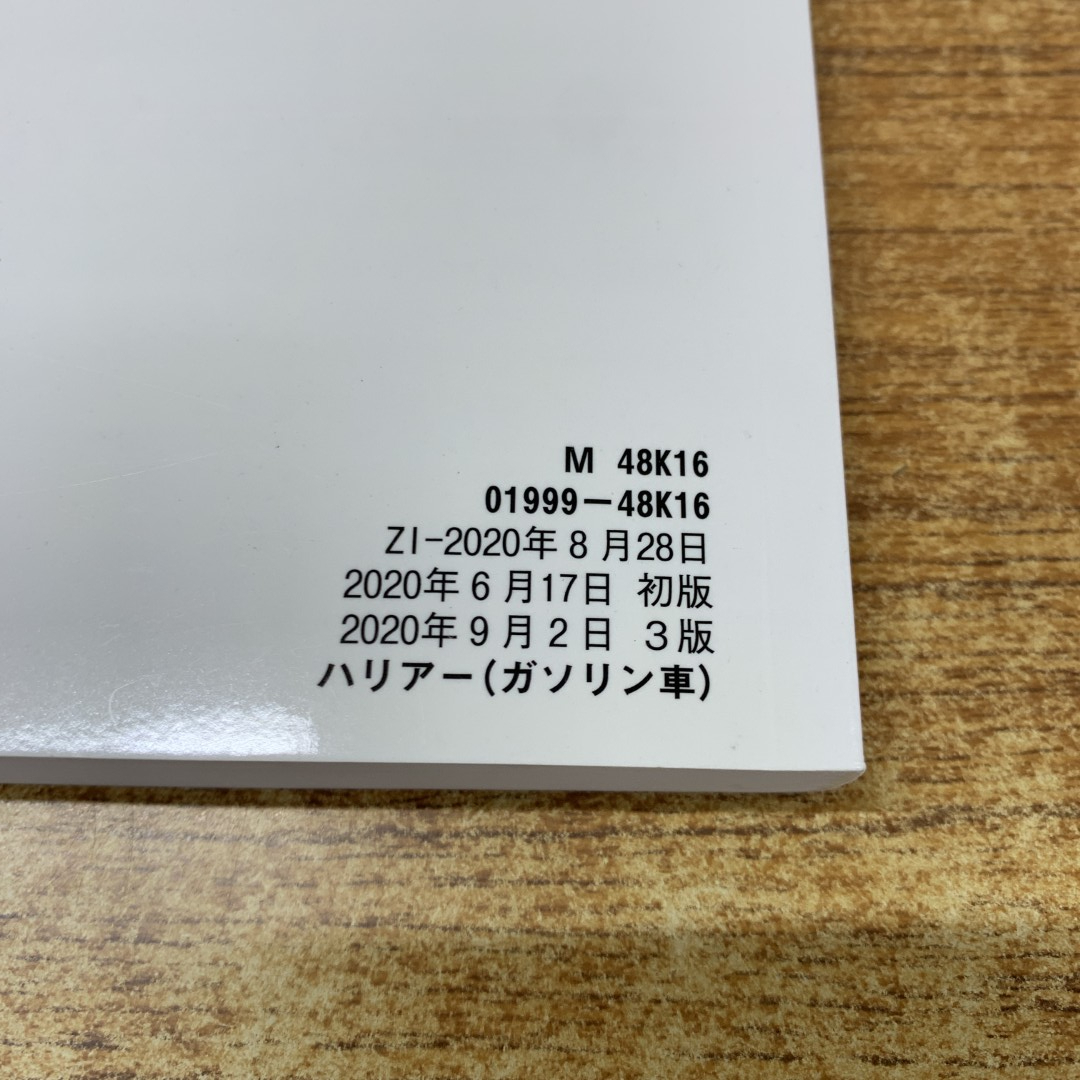 M 48K16
01999－48K16
ZI-2020年8月28日
2020年6月17日 初版
2020年9月2日 3版
ハリアー(ガソリン車)